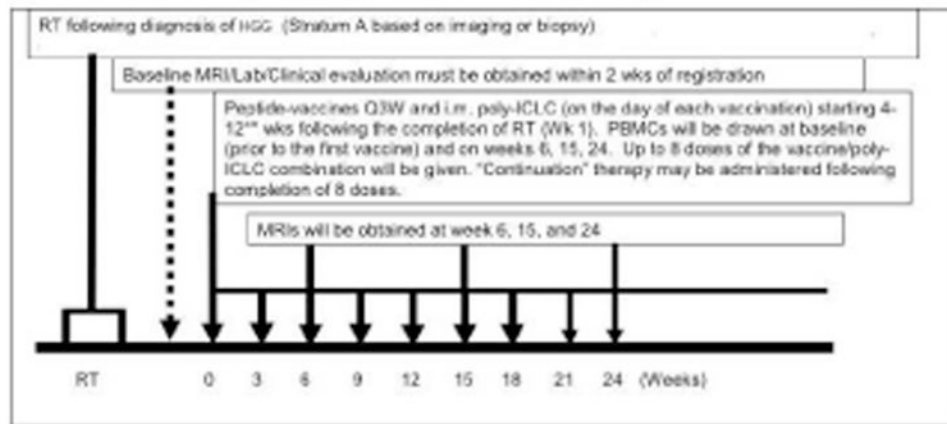 RT following diagnosis of HGG (Stratum A based on imaging or biopsy)
Baseline MRI/Lab/Clinical evaluation must be obtained within 2 wks of registration
Peptide-vaccines Q3W and i.m. poly-ICLC (on the day of each vaccination) starting 4-
12** wks following the completion of RT (Wk 1). PBMCs will be drawn at baseline
(prior to the first vaccine) and on weeks 6, 15, 24. Up to 8 doses of the vaccine/poly-
ICLC combination will be given. "Continuation" therapy may be administered following
completion of 8 doses.
MRIs will be obtained at week 6, 15, and 24
RT 0 3 6 9 12 15 18 21 24 (Weeks)